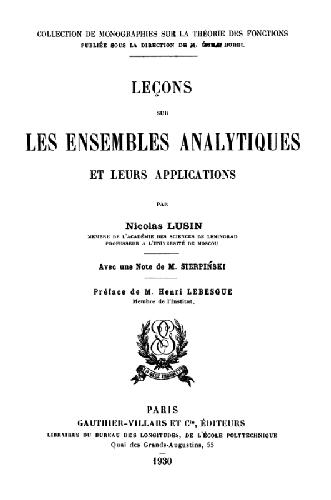 COLLECTION DE MONOGRAPHIES SUR LA THÉORIE DES FONCTIONS
PUBLIÉE SOUS LA DIRECTION DE M. ÉMILE BOREL
LEÇONS
SUR
LES ENSEMBLES ANALYTIQUES
ET LEURS APPLICATIONS
PAR
Nicolas LUSIN
MEMBRE DE L'ACADÉMIE DES SCIENCES DE LENINGRAD
PROFESSEUR A L'UNIVERSITÉ DE MOSCOU
Avec une Note de M. SIERPIŃSKI
Préface de M. Henri LEBESGUE
Membre de l'Institut.
PARIS
GAUTHIER-VILLARS ET Cie, ÉDITEURS
LIBRAIRES DU BUREAU DES LONGITUDES, DE L'ÉCOLE POLYTECHNIQUE
Quai des Grands-Augustins, 55
1930